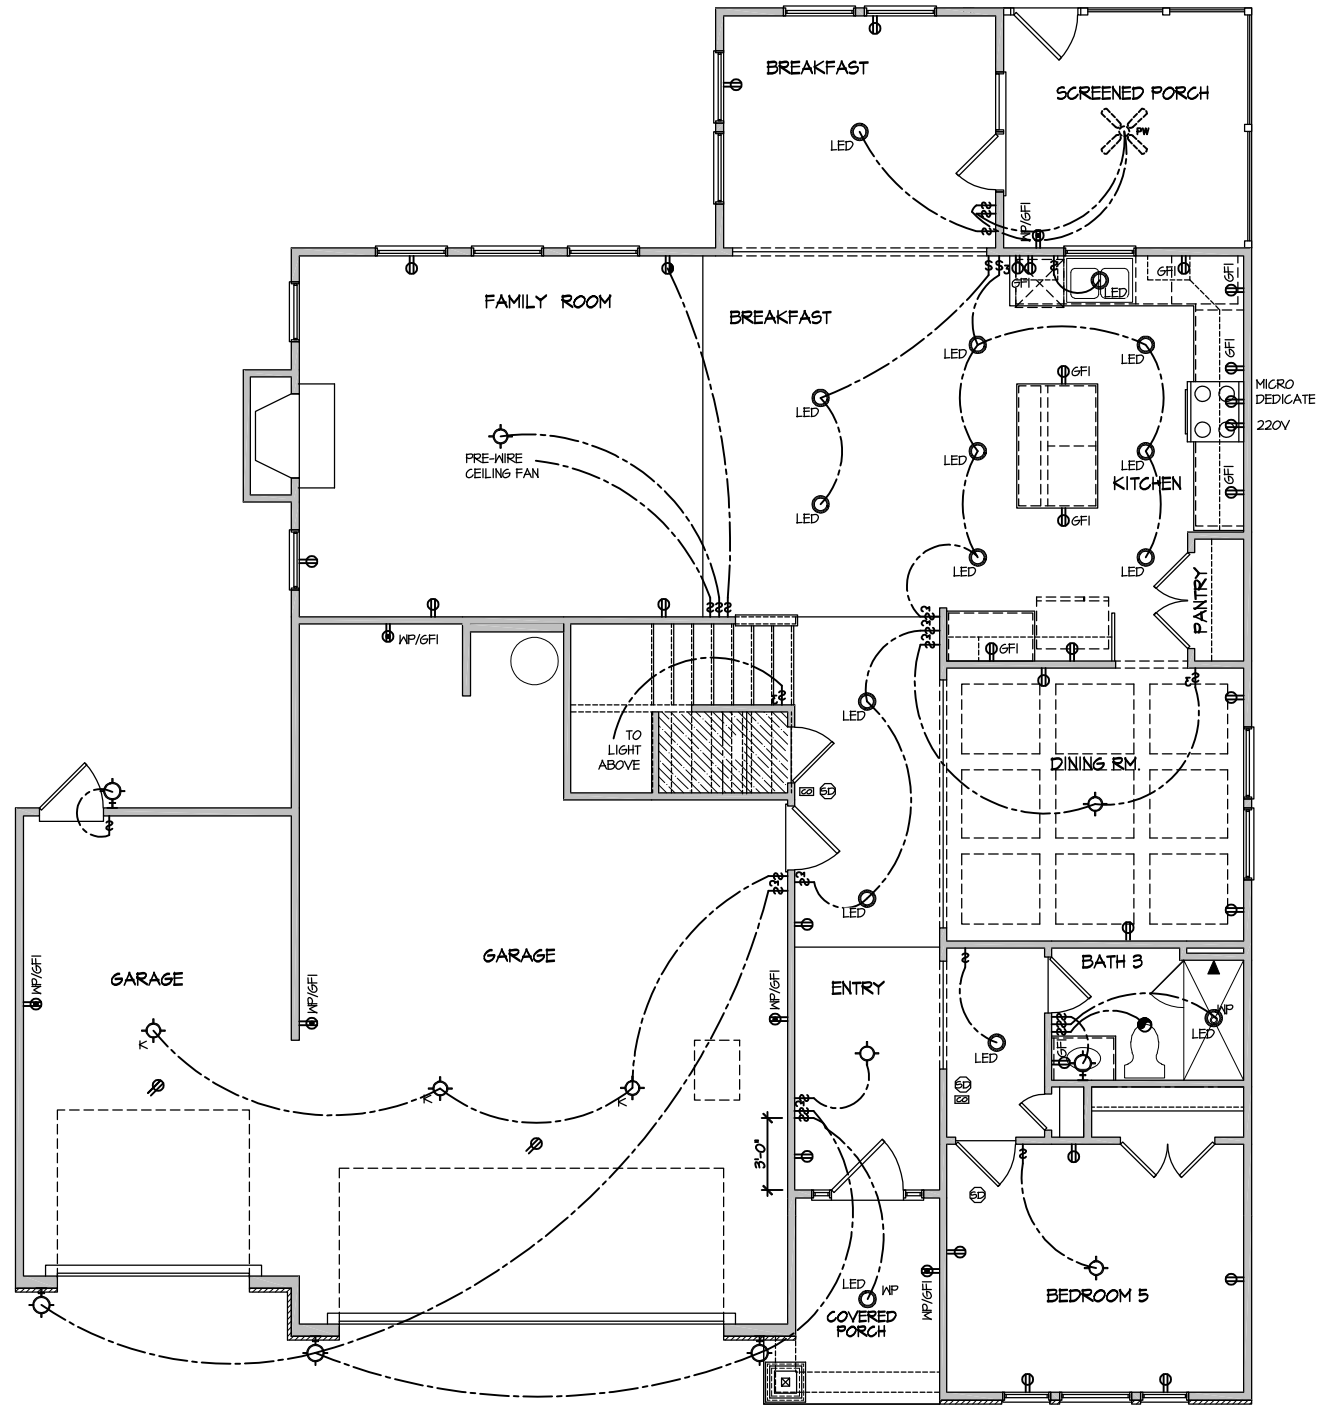 BREAKFAST
SCREENED PORCH
PW
LED
WP/GFI
FAMILY ROOM
BREAKFAST
GFI
LED
GFI
GFI
LED
LED
GFI
GFI
MICRO
DEDICATE
220V
LED
PRE-WIRE
CEILING FAN
LED
LED
KITCHEN
GFI
LED
GFI
LED
LED
PANTRY
WP/GFI
GFI
LED
TO
LIGHT
ABOVE
DINING RM.
SD
LED
GARAGE
GARAGE
WP/GFI
WP/GFI
WP/GFI
ENTRY
BATH 3
WP
LED
LED
GFI
K
K
K
SD
3'-0"
SD
LED
WP
COVERED
PORCH
WP/GFI
BEDROOM 5